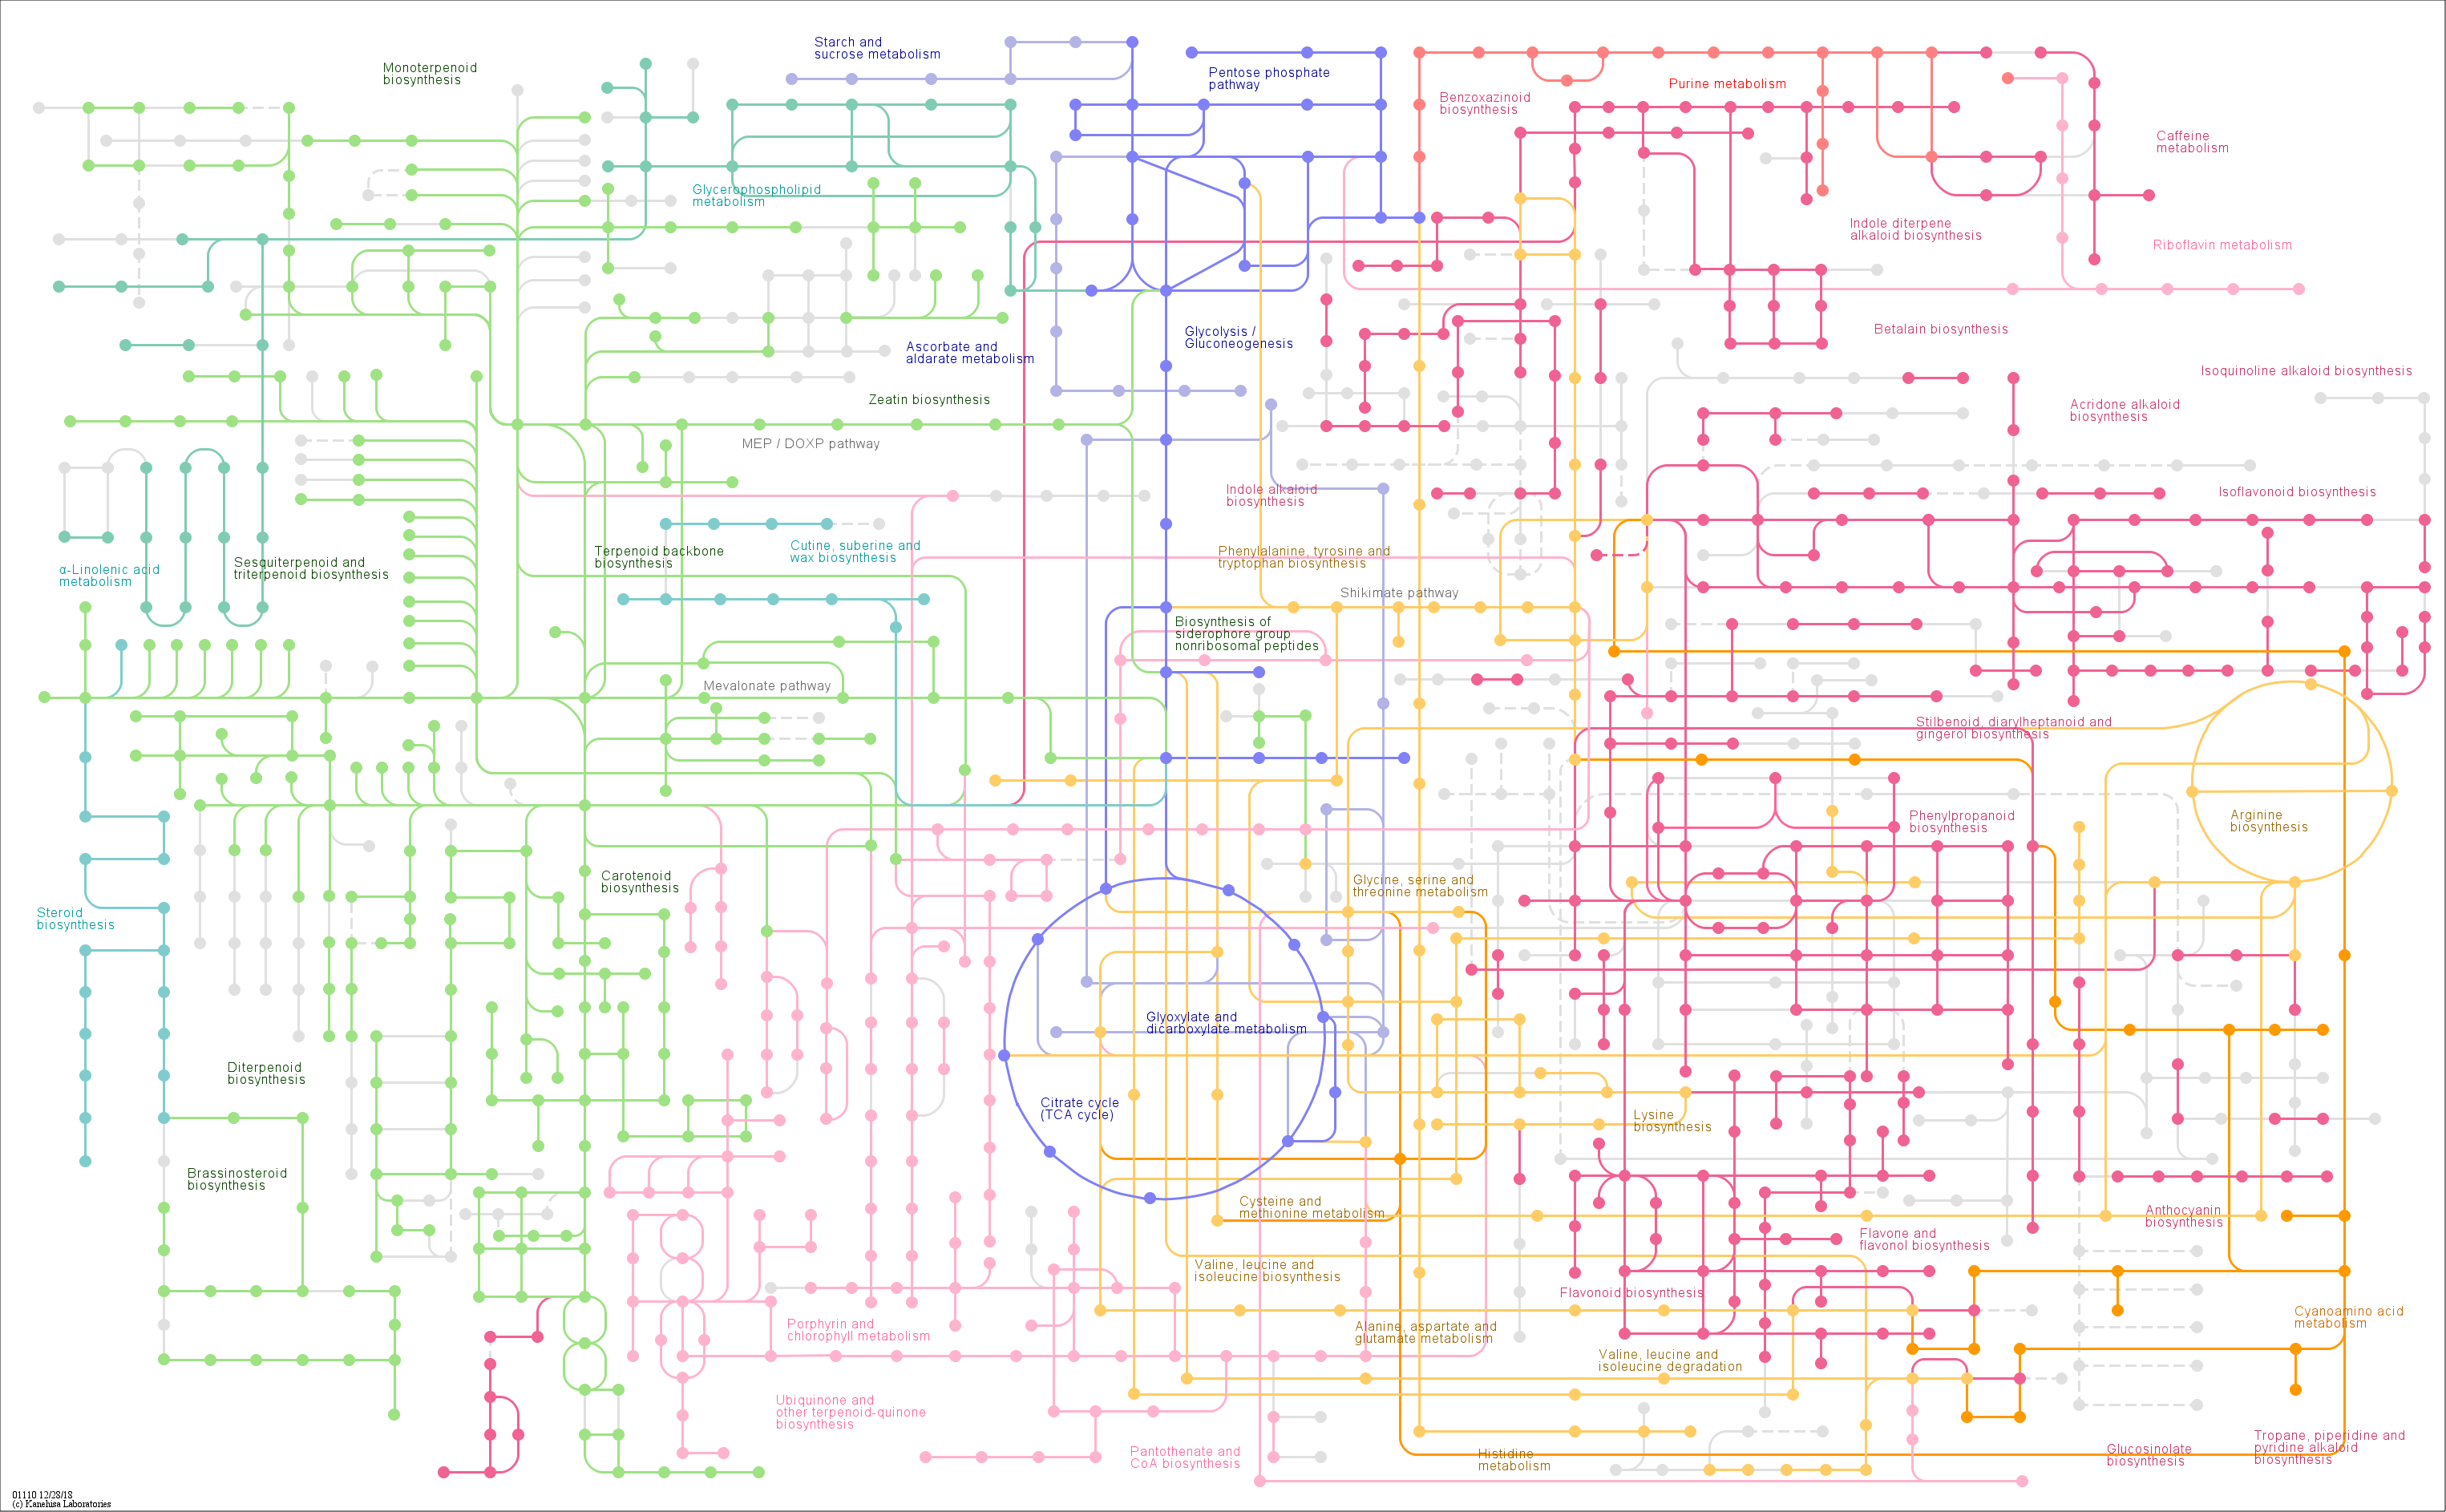 Starch and
sucrose metabolism
Monoterpenoid
biosynthesis
Pentose phosphate
pathway
Purine metabolism
Benzoxazinoid
biosynthesis
Caffeine
metabolism
Glycerophospholipid
metabolism
Indole diterpene
alkaloid biosynthesis
Riboflavin metabolism
Glycolysis /
Gluconeogenesis
Betalain biosynthesis
Ascorbate and
aldarate metabolism
Isoquinoline alkaloid biosynthesis
Zeatin biosynthesis
Acridone alkaloid
biosynthesis
MEP / DOXP pathway
Indole alkaloid
biosynthesis
Isoflavonoid biosynthesis
Cutine, suberine and
wax biosynthesis
Terpenoid backbone
biosynthesis
Phenylalanine, tyrosine and
tryptophan biosynthesis
Sesquiterpenoid and
triterpenoid biosynthesis
α-Linolenic acid
metabolism
Shikimate pathway
Biosynthesis of
siderophore group
nonribosomal peptides
Mevalonate pathway
Stilbenoid, diarylheptanoid and
gingerol biosynthesis
Phenylpropanoid
biosynthesis
Arginine
biosynthesis
Carotenoid
biosynthesis
Glycine, serine and
threonine metabolism
Steroid
biosynthesis
Glyoxylate and
dicarboxylate metabolism
Diterpenoid
biosynthesis
Citrate cycle
(TCA cycle)
Lysine
biosynthesis
Brassinosteroid
biosynthesis
Cysteine and
methionine metabolism
Anthocyanin
biosynthesis
Flavone and
flavonol biosynthesis
Valine, leucine and
isoleucine biosynthesis
Flavonoid biosynthesis
Cyanoamino acid
metabolism
Porphyrin and
chlorophyll metabolism
Alanine, aspartate and
glutamate metabolism
Valine, leucine and
isoleucine degradation
Ubiquinone and
other terpenoid-quinone
biosynthesis
Pantothenate and
CoA biosynthesis
Histidine
metabolism
Glucosinolate
biosynthesis
Tropane, piperidine and
pyridine alkaloid
biosynthesis
01110 12/28/18
(c) Kanehisa Laboratories